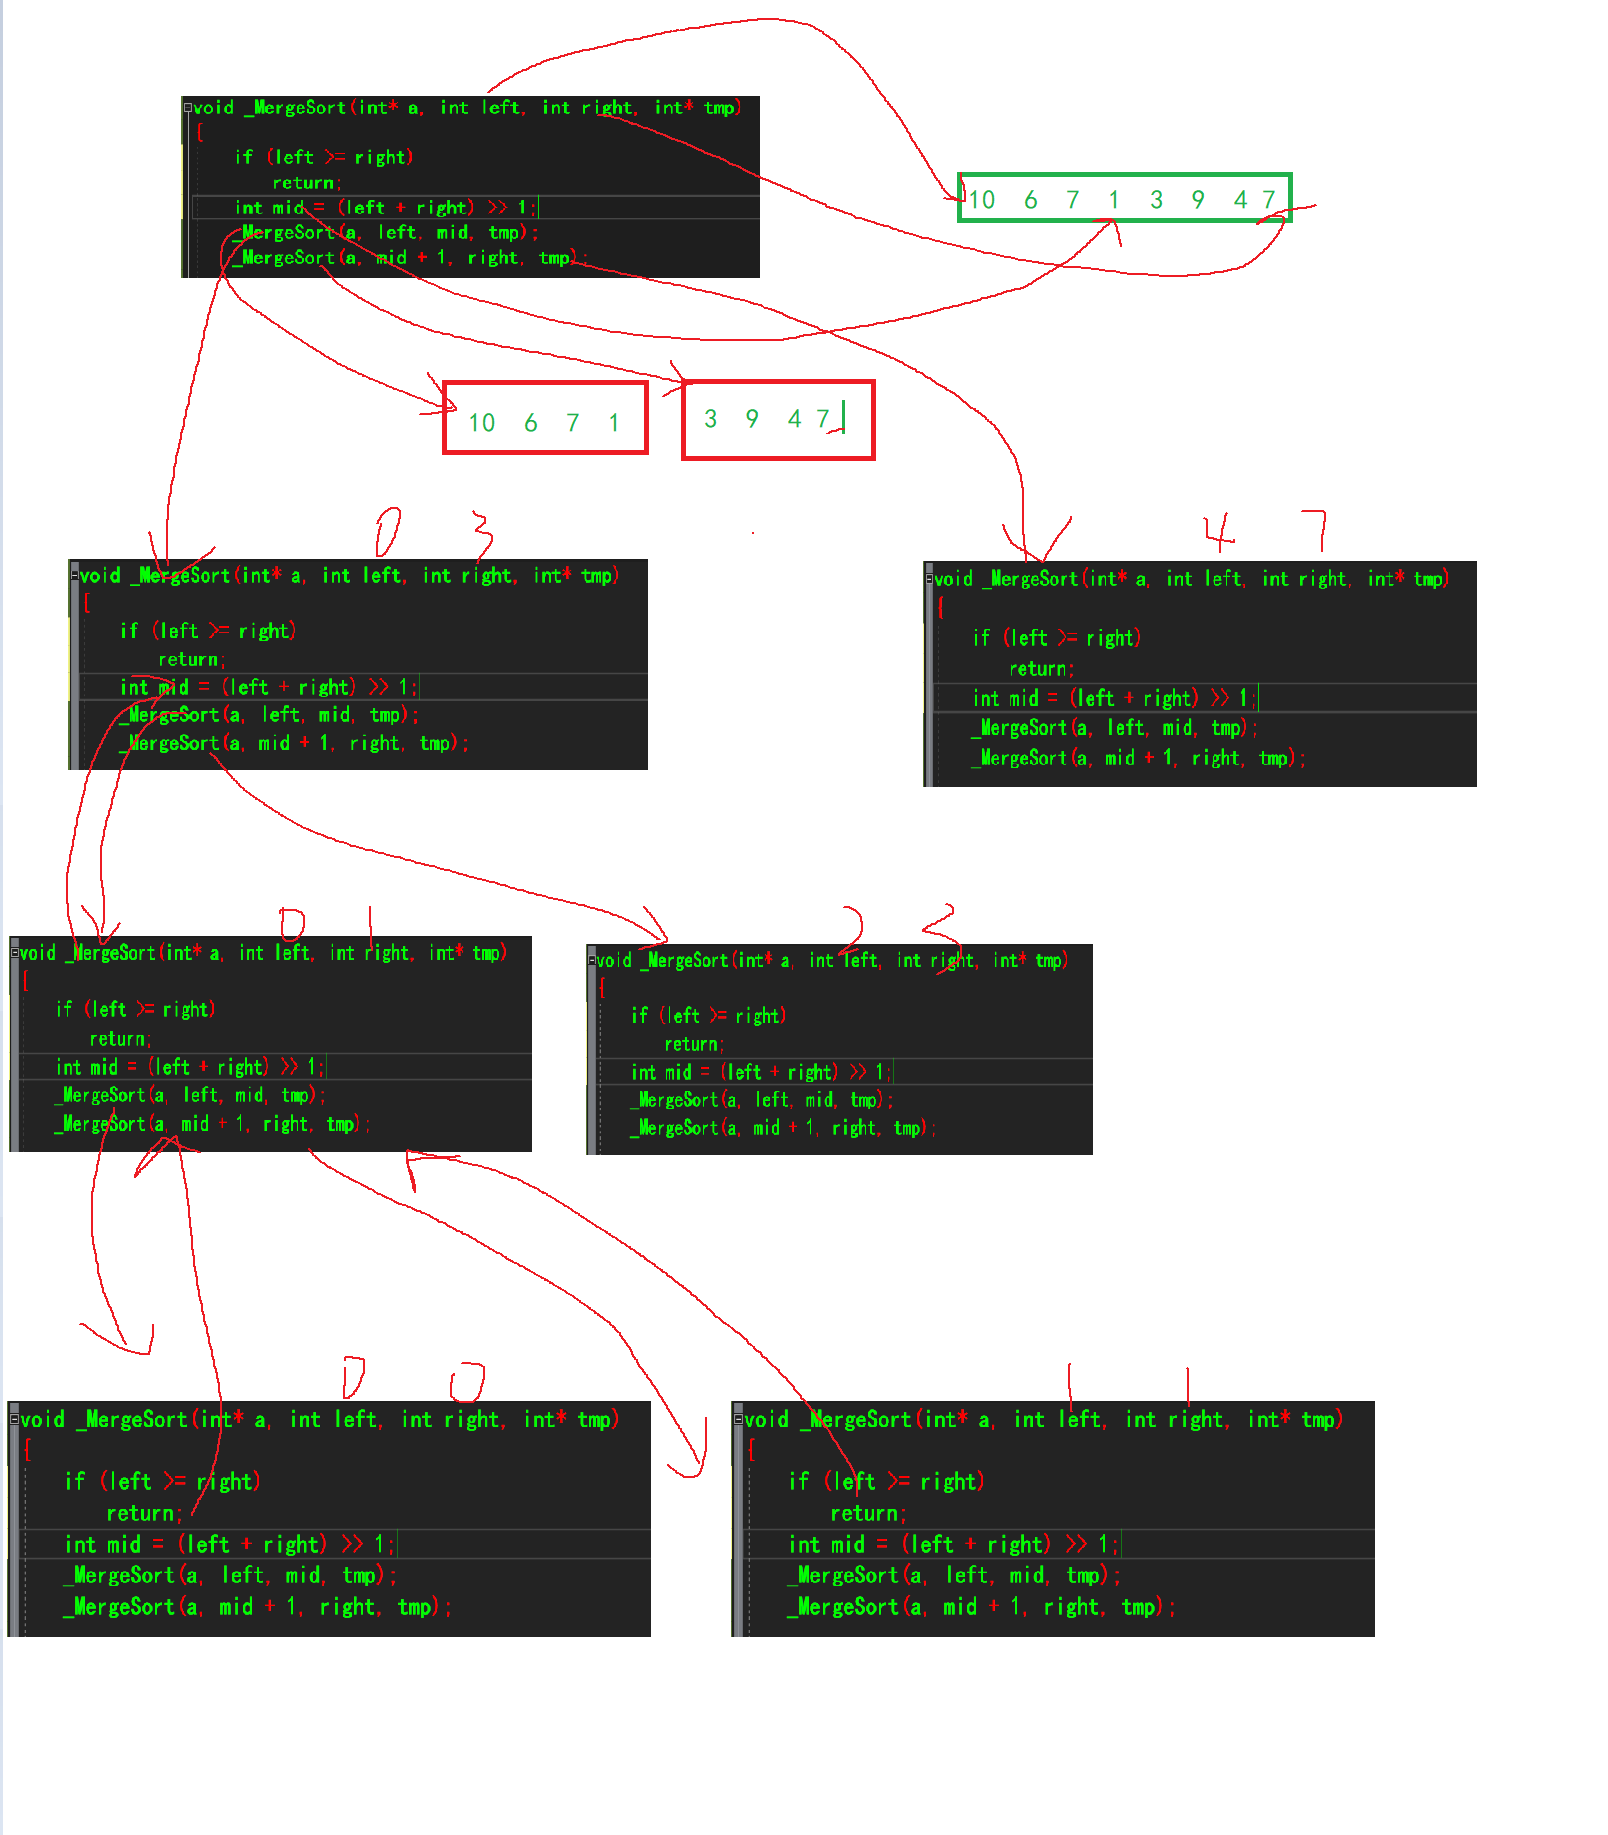 void _MergeSort(int* a, int left, int right, int* tmp)
{
if (left >= right)
return;
int mid = (left + right) >> 1;
_MergeSort(a, left, mid, tmp);
_MergeSort(a, mid + 1, right, tmp);
10 6 7 1 3 9 4 7
10 6 7 1
3 9 4 7
0 3
void _MergeSort(int* a, int left, int right, int* tmp)
{
if (left >= right)
return;
int mid = (left + right) >> 1;
_MergeSort(a, left, mid, tmp);
_MergeSort(a, mid + 1, right, tmp);
4 7
void _MergeSort(int* a, int left, int right, int* tmp)
{
if (left >= right)
return;
int mid = (left + right) >> 1;
_MergeSort(a, left, mid, tmp);
_MergeSort(a, mid + 1, right, tmp);
0 1
void _MergeSort(int* a, int left, int right, int* tmp)
{
if (left >= right)
return;
int mid = (left + right) >> 1;
_MergeSort(a, left, mid, tmp);
_MergeSort(a, mid + 1, right, tmp);
2 3
void _MergeSort(int* a, int left, int right, int* tmp)
{
if (left >= right)
return;
int mid = (left + right) >> 1;
_MergeSort(a, left, mid, tmp);
_MergeSort(a, mid + 1, right, tmp);
0 0
void _MergeSort(int* a, int left, int right, int* tmp)
{
if (left >= right)
return;
int mid = (left + right) >> 1;
_MergeSort(a, left, mid, tmp);
_MergeSort(a, mid + 1, right, tmp);
1 1
void _MergeSort(int* a, int left, int right, int* tmp)
{
if (left >= right)
return;
int mid = (left + right) >> 1;
_MergeSort(a, left, mid, tmp);
_MergeSort(a, mid + 1, right, tmp);